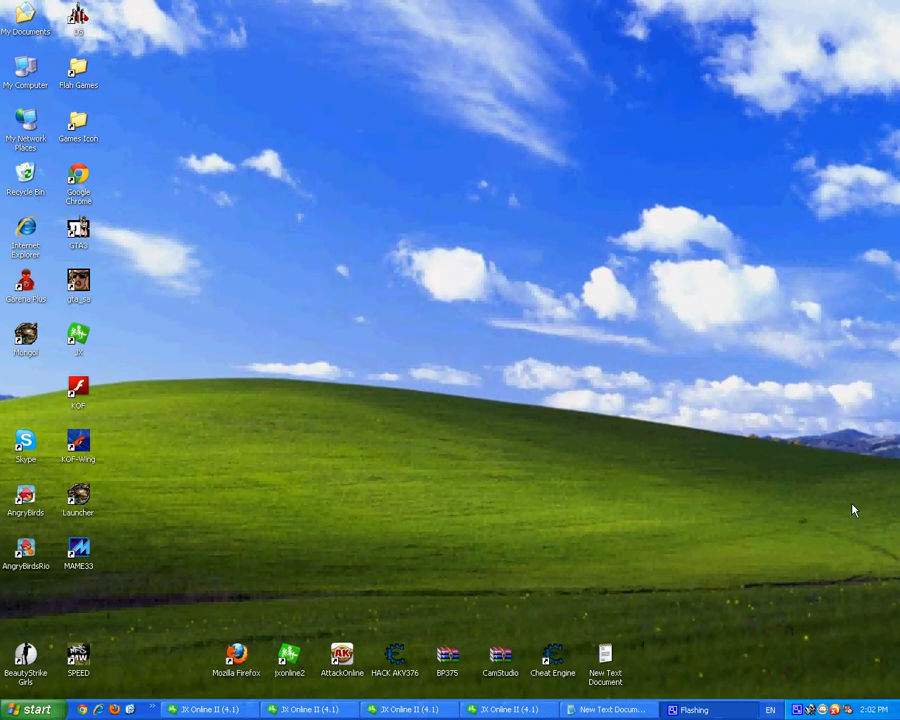 My Documents
DS
My Computer
Flah Games
My Network
Places
Games Icon
Recycle Bin
Google
Chrome
Internet
Explorer
GTA3
Garena Plus
gta_sa
Mongol
JX
KOF
Skype
KOF-Wing
AngryBirds
Launcher
AngryBirdsRio
MAME33
BeautyStrike
Girls
SPEED
Mozilla Firefox
jxonline2
AttackOnline
HACK AKY376
BP375
CamStudio
Cheat Engine
New Text
Document
start
JX Online II (4.1)
JX Online II (4.1)
JX Online II (4.1)
JX Online II (4.1)
New Text Docum...
Flashing
EN
2:02 PM